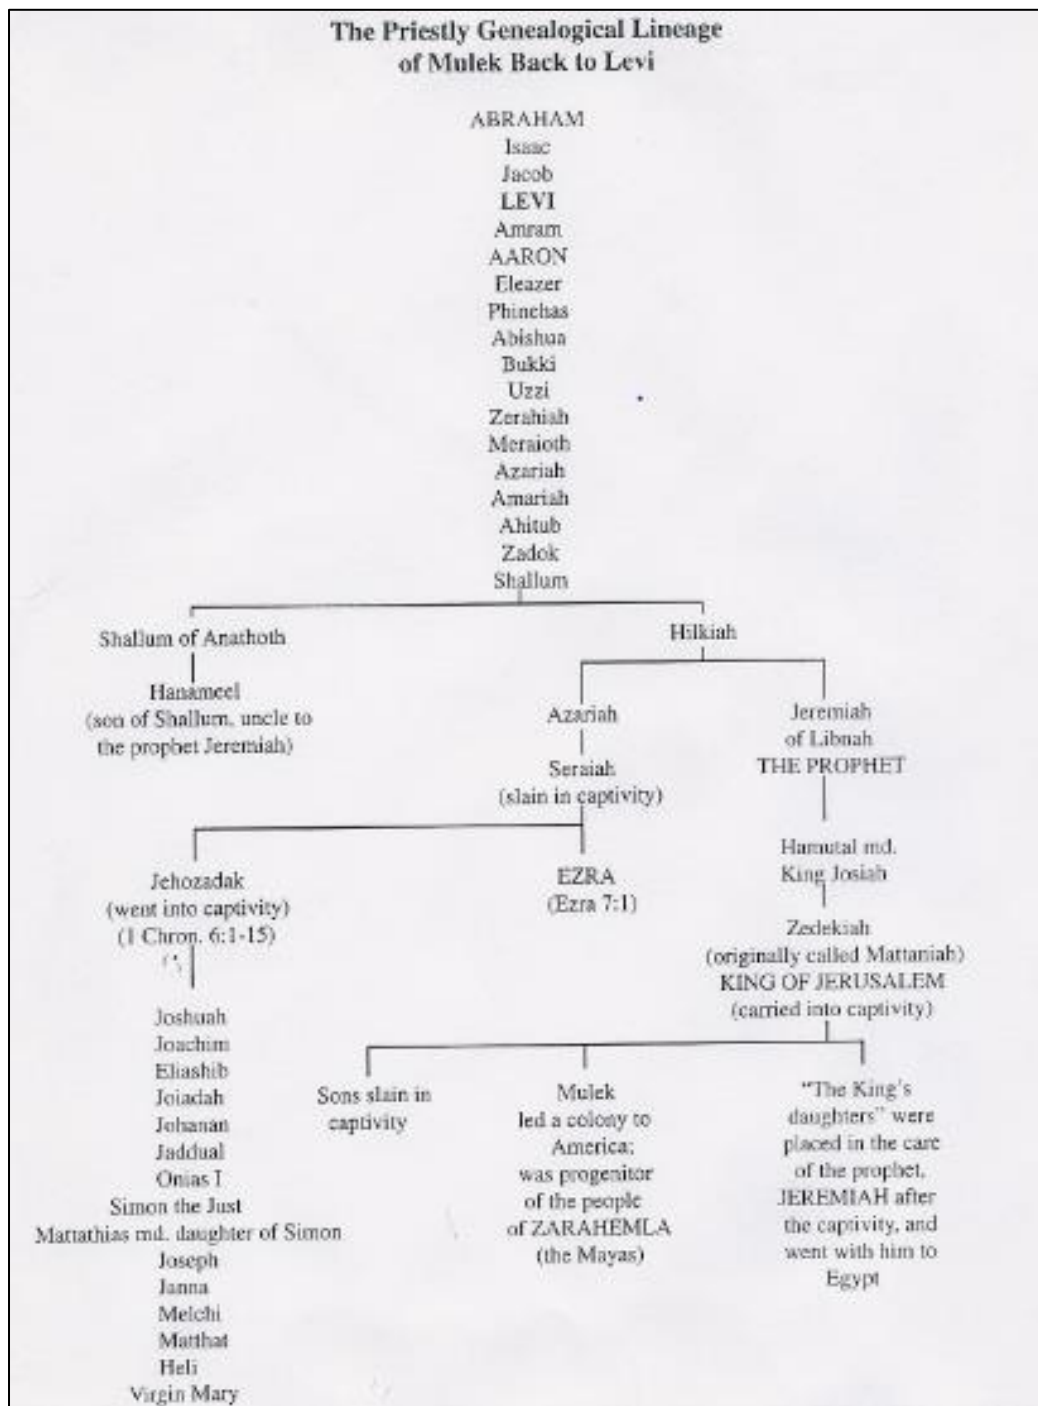 The Priestly Genealogical Lineage
of Mulek Back to Levi
ABRAHAM
Isaac
Jacob
LEVI
Amram
AARON
Eleazer
Phinehas
Abishua
Bukki
Uzzi
Zerahiah
Meraioth
Azariah
Amariah
Ahitub
Zadok
Shallum
Shallum of Anathoth
Hilkiah
Hanameel
(son of Shallum, uncle to
the prophet Jeremiah)
Azariah
Jeremiah
of Libnah
THE PROPHET
Seraiah
(slain in captivity)
Hamutal md.
King Josiah
Jehozadak
(went into captivity)
(1 Chron. 6:1-15)
EZRA
(Ezra 7:1)
Zedekiah
(originally called Mattaniah)
KING OF JERUSALEM
(carried into captivity)
Joshuah
Joachim
Eliashib
Joiadah
Johanan
Jaddual
Onias I
Simon the Just
Mattathias md. daughter of Simon
Joseph
Janna
Melchi
Matthat
Heli
Virgin Mary
Sons slain in
captivity
Mulek
led a colony to
America;
was progenitor
of the people
of ZARAHEMLA
(the Mayas)
"The King's
daughters" were
placed in the care
of the prophet,
JEREMIAH after
the captivity, and
went with him to
Egypt